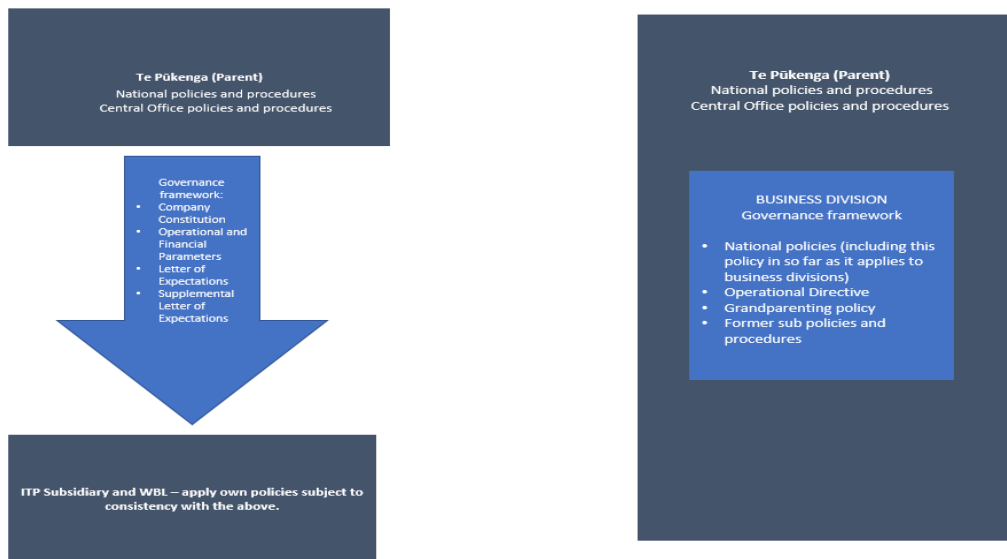 Te Pūkenga (Parent)
National policies and procedures
Central Office policies and procedures
Governance
framework:
• Company
Constitution
• Operational and
Financial
Parameters
• Letter of
Expectations
• Supplemental
Letter of
Expectations
ITP Subsidiary and WBL – apply own policies subject to
consistency with the above.
Te Pūkenga (Parent)
National policies and procedures
Central Office policies and procedures
BUSINESS DIVISION
Governance framework
• National policies (including this
policy in so far as it applies to
business divisions)
• Operational Directive
• Grandparenting policy
• Former sub policies and
procedures